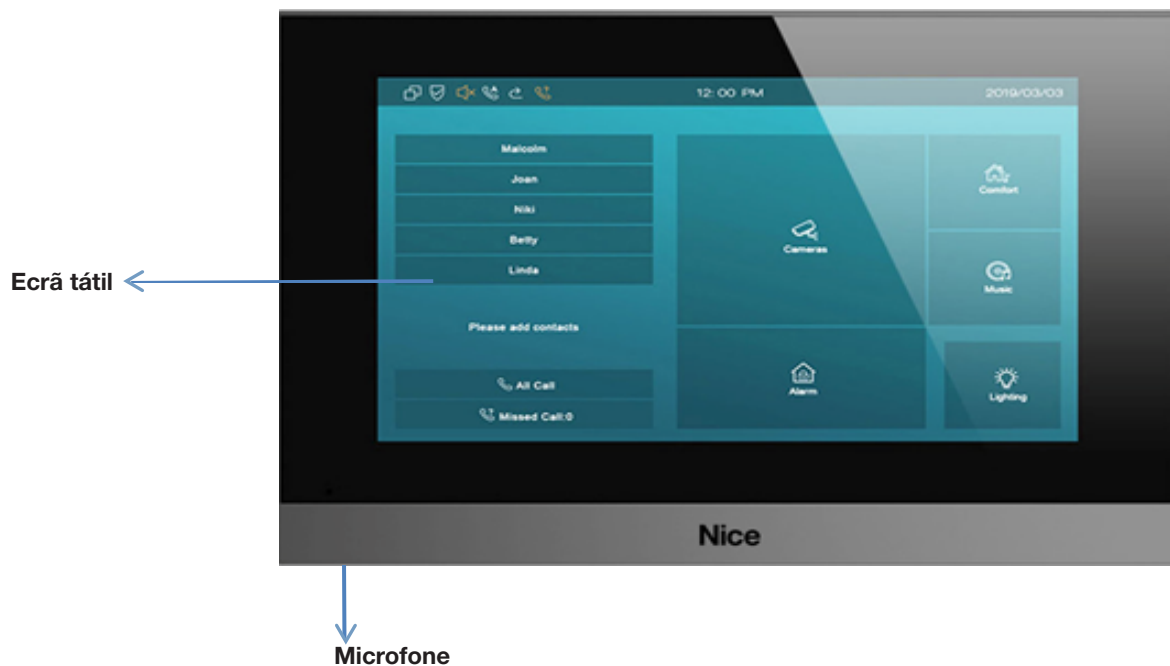 12:00 PM
2019/03/03
Malcolm
Joan
Niki
Betty
Linda
Please add contacts
All Call
Missed Call:0
Cameras
Alarm
Comfort
Music
Lighting
Ecrã tátil
Nice
Microfone